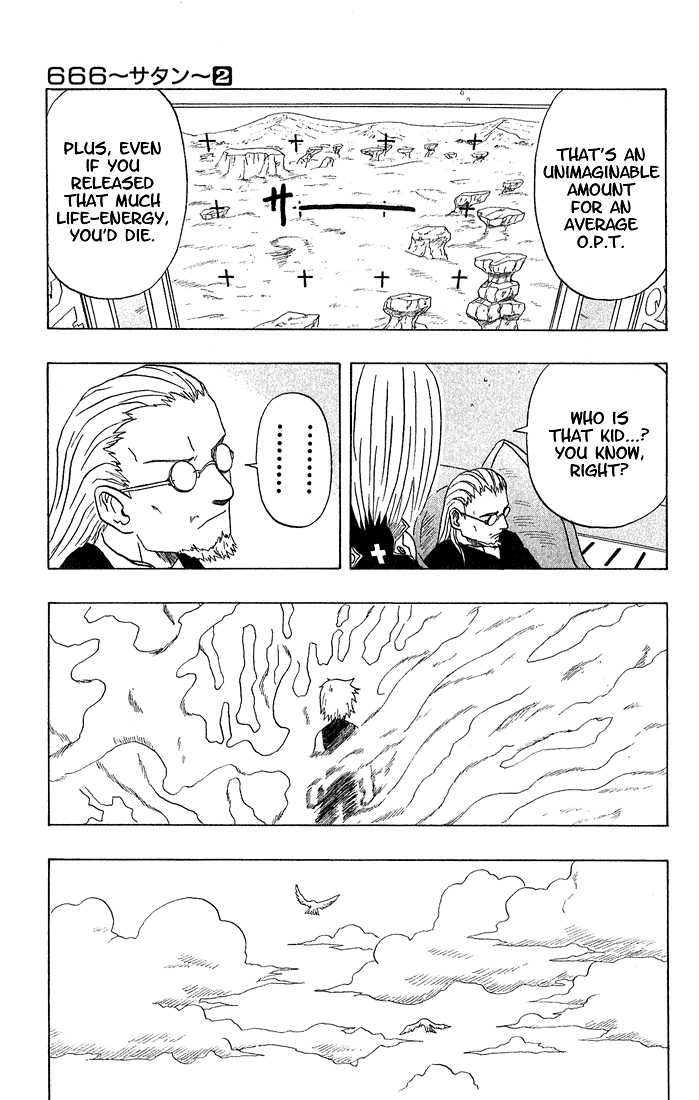 666〜サタン〜2
THAT'S AN
UNIMAGINABLE
AMOUNT
FOR AN
AVERAGE
O.P.T.
PLUS, EVEN
IF YOU
RELEASED
THAT MUCH
LIFE-ENERGY,
YOU'D DIE.
ザ
WHO IS
THAT KID...?
YOU KNOW,
RIGHT?